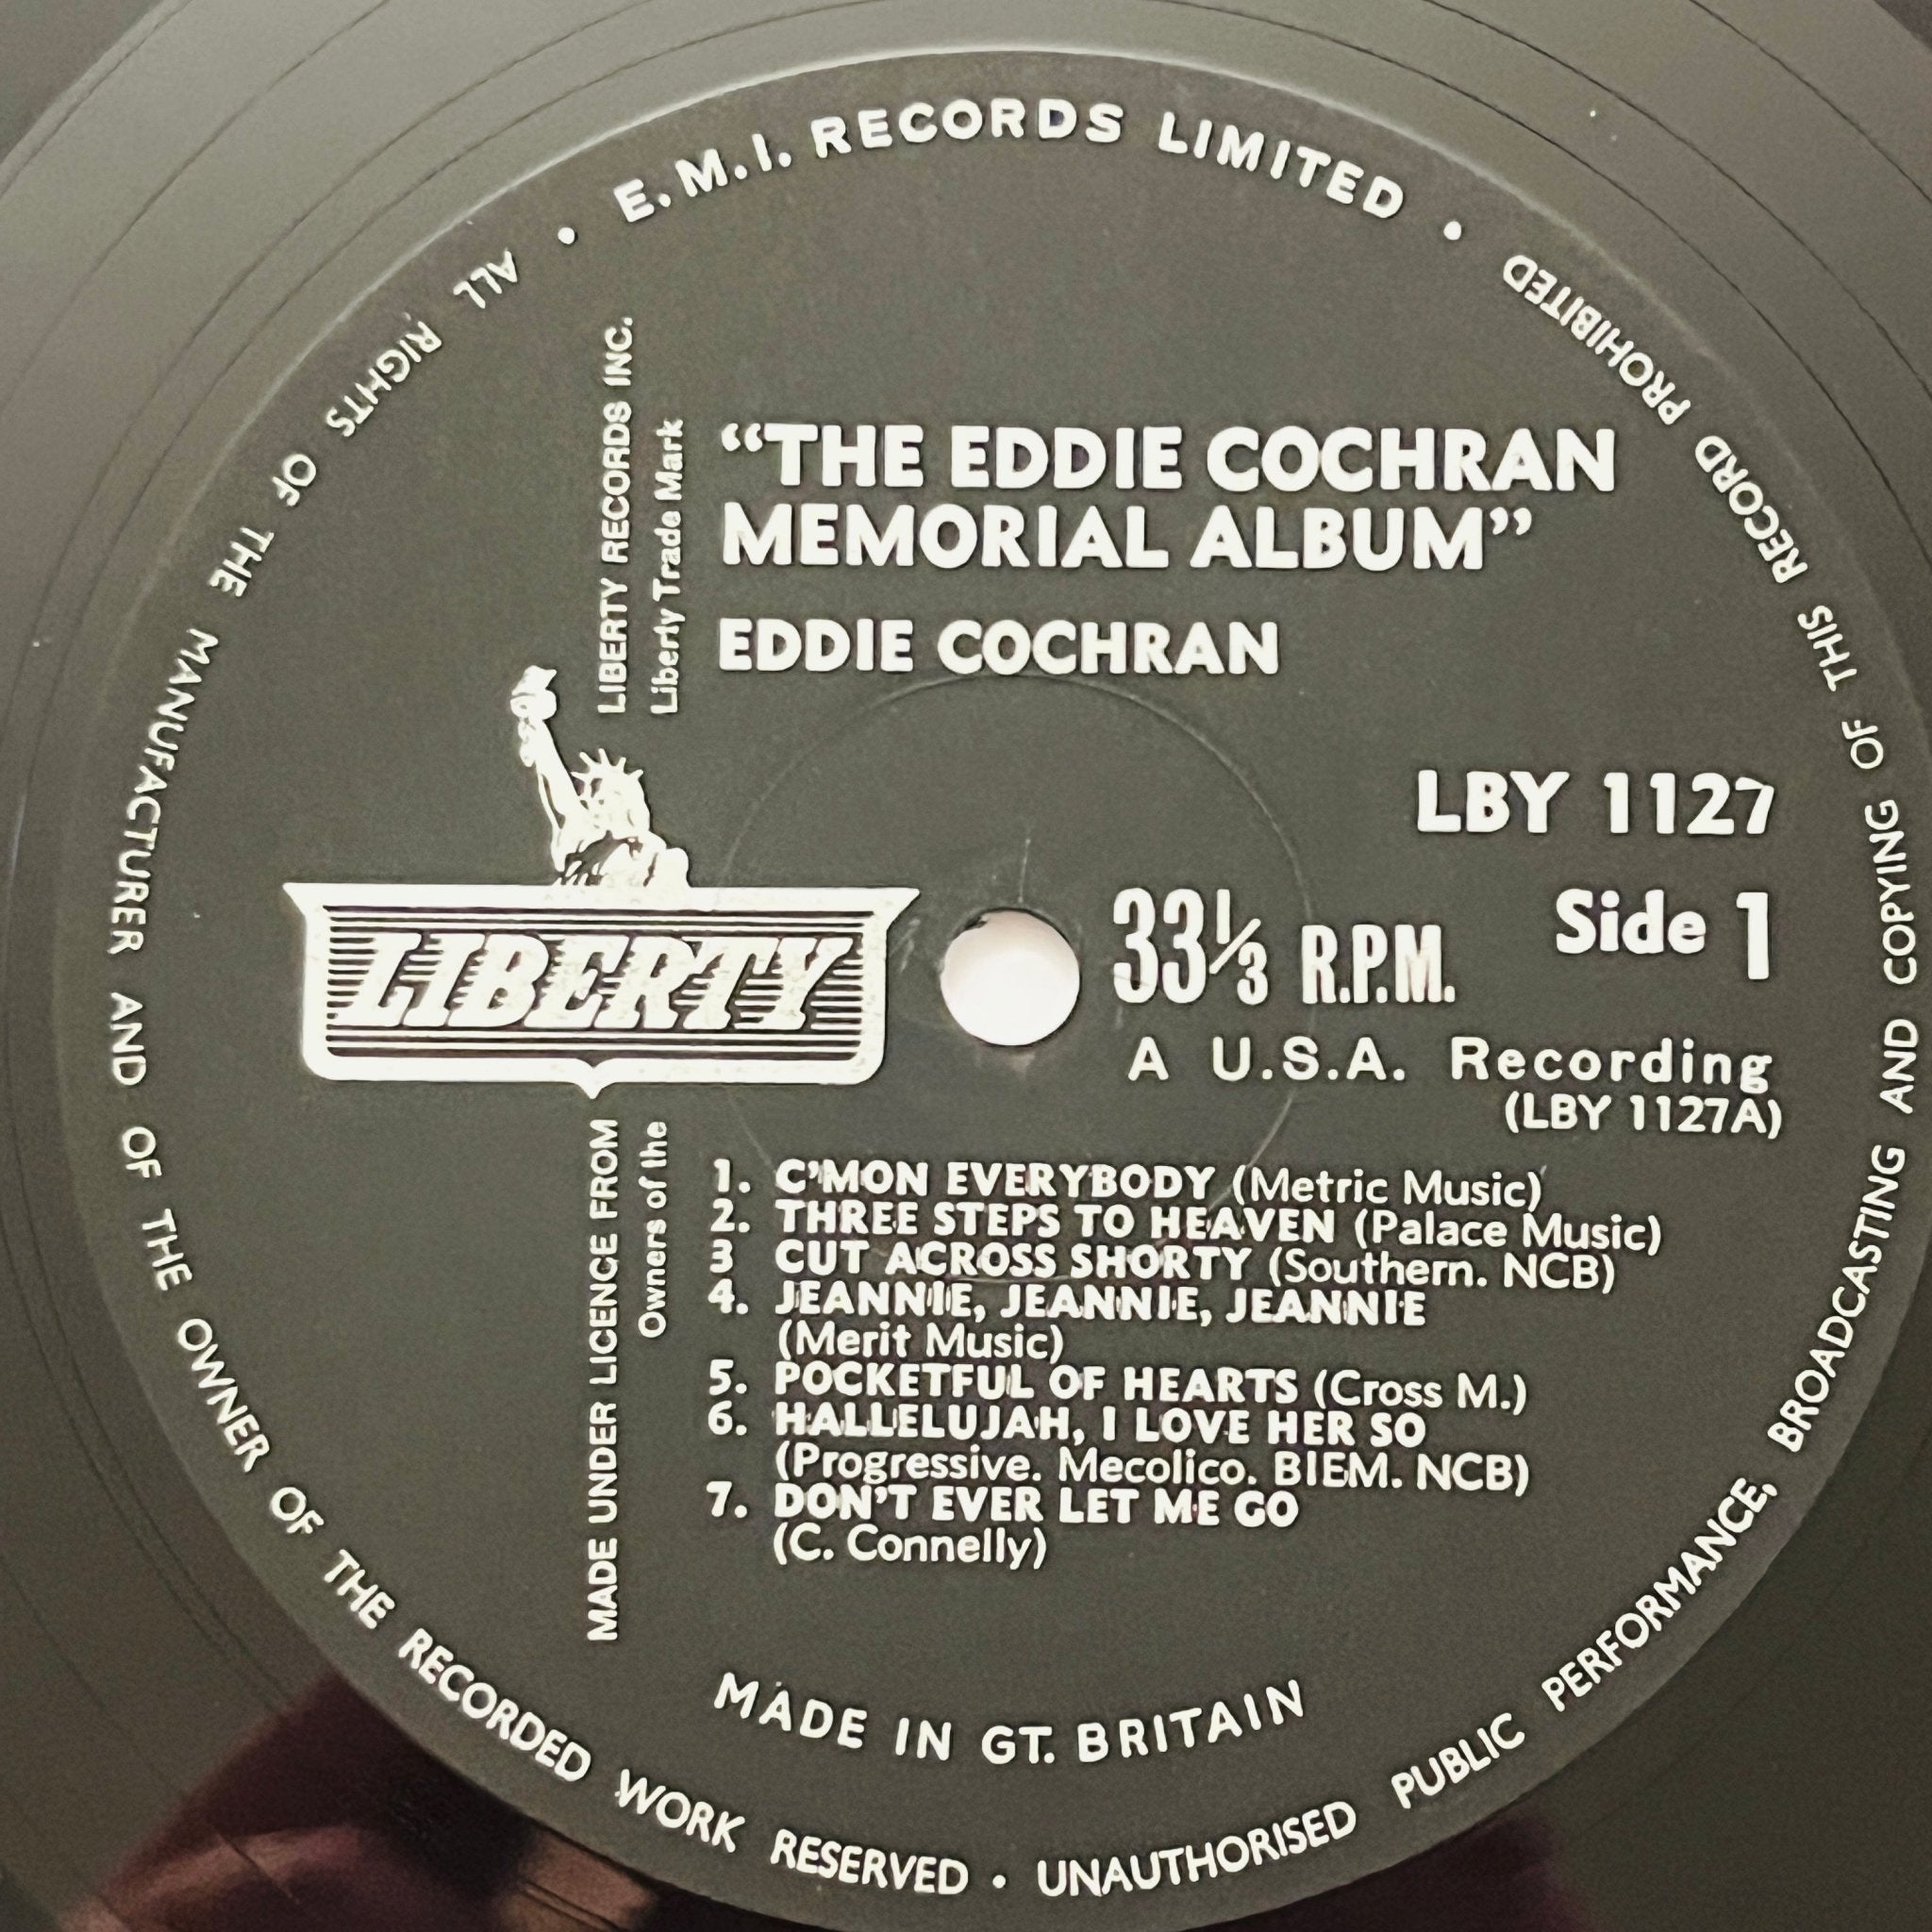 E.M.I. RECORDS LIMITED •
ALL RIGHTS OF THE MANUFACTURER AND OF THE OWNER OF THE RECORDED WORK RESERVED • UNAUTHORISED PUBLIC PERFORMANCE, BROADCASTING AND COPYING OF THIS RECORD PROHIBITED •
LIBERTY RECORDS INC.
Liberty Trade Mark
“THE EDDIE COCHRAN
MEMORIAL ALBUM”
EDDIE COCHRAN
LBY 1127
LIBERTY
33⅓ R.P.M.
Side 1
A U.S.A. Recording
(LBY 1127A)
MADE UNDER LICENCE FROM
Owners of the
1. C'MON EVERYBODY (Metric Music)
2. THREE STEPS TO HEAVEN (Palace Music)
3 CUT ACROSS SHORTY (Southern. NCB)
4. JEANNIE, JEANNIE, JEANNIE
(Merit Music)
5. POCKETFUL OF HEARTS (Cross M.)
6. HALLELUJAH, I LOVE HER SO
(Progressive. Mecolico. BIEM. NCB)
7. DON'T EVER LET ME GO
(C. Connelly)
MADE IN GT. BRITAIN